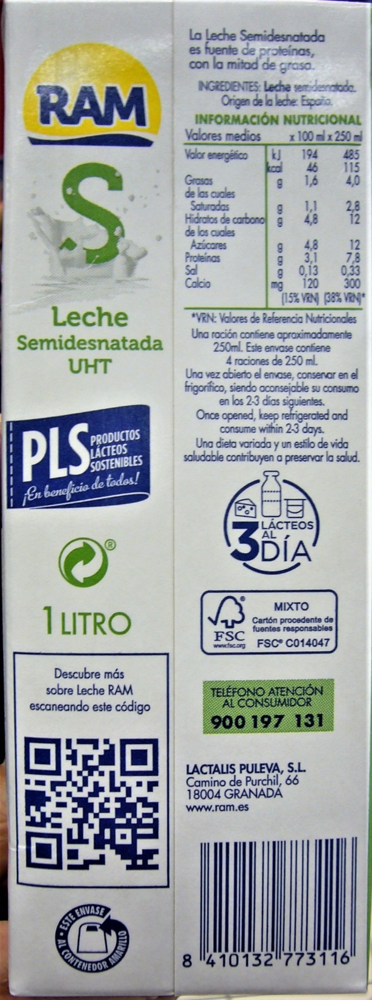 RAM
S
Leche
Semidesnatada
UHT
PLS PRODUCTOS
LÁCTEOS
SOSTENIBLES
¡En beneficio de todos!
®
1 LITRO
Descubre más
sobre Leche RAM
escaneando este código
ESTE ENVASE
AL CONTENEDOR AMARILLO
La Leche Semidesnatada
es fuente de proteínas,
con la mitad de grasa.
INGREDIENTES: Leche semidesnatada.
Origen de la leche: España.
INFORMACIÓN NUTRICIONAL
Valores medios x 100 ml x 250 ml
Valor energético kJ 194 485
kcal 46 115
Grasas g 1,6 4,0
de las cuales
Saturadas g 1,1 2,8
Hidratos de carbono g 4,8 12
de los cuales
Azúcares g 4,8 12
Proteínas g 3,1 7,8
Sal g 0,13 0,33
Calcio mg 120 300
(15% VRN) (38% VRN)*
*VRN: Valores de Referencia Nutricionales
Una ración contiene aproximadamente
250ml. Este envase contiene
4 raciones de 250 ml.
Una vez abierto el envase, conservar en el
frigorífico, siendo aconsejable su consumo
en los 2-3 días siguientes.
Once opened, keep refrigerated and
consume within 2-3 days.
Una dieta variada y un estilo de vida
saludable contribuyen a preservar la salud.
3 LÁCTEOS
AL
DÍA
MIXTO
Cartón procedente de
fuentes responsables
FSC® C014047
FSC
www.fsc.org
TELÉFONO ATENCIÓN
AL CONSUMIDOR
900 197 131
LACTALIS PULEVA, S.L.
Camino de Purchil, 66
18004 GRANADA
www.ram.es
8 410132 773116